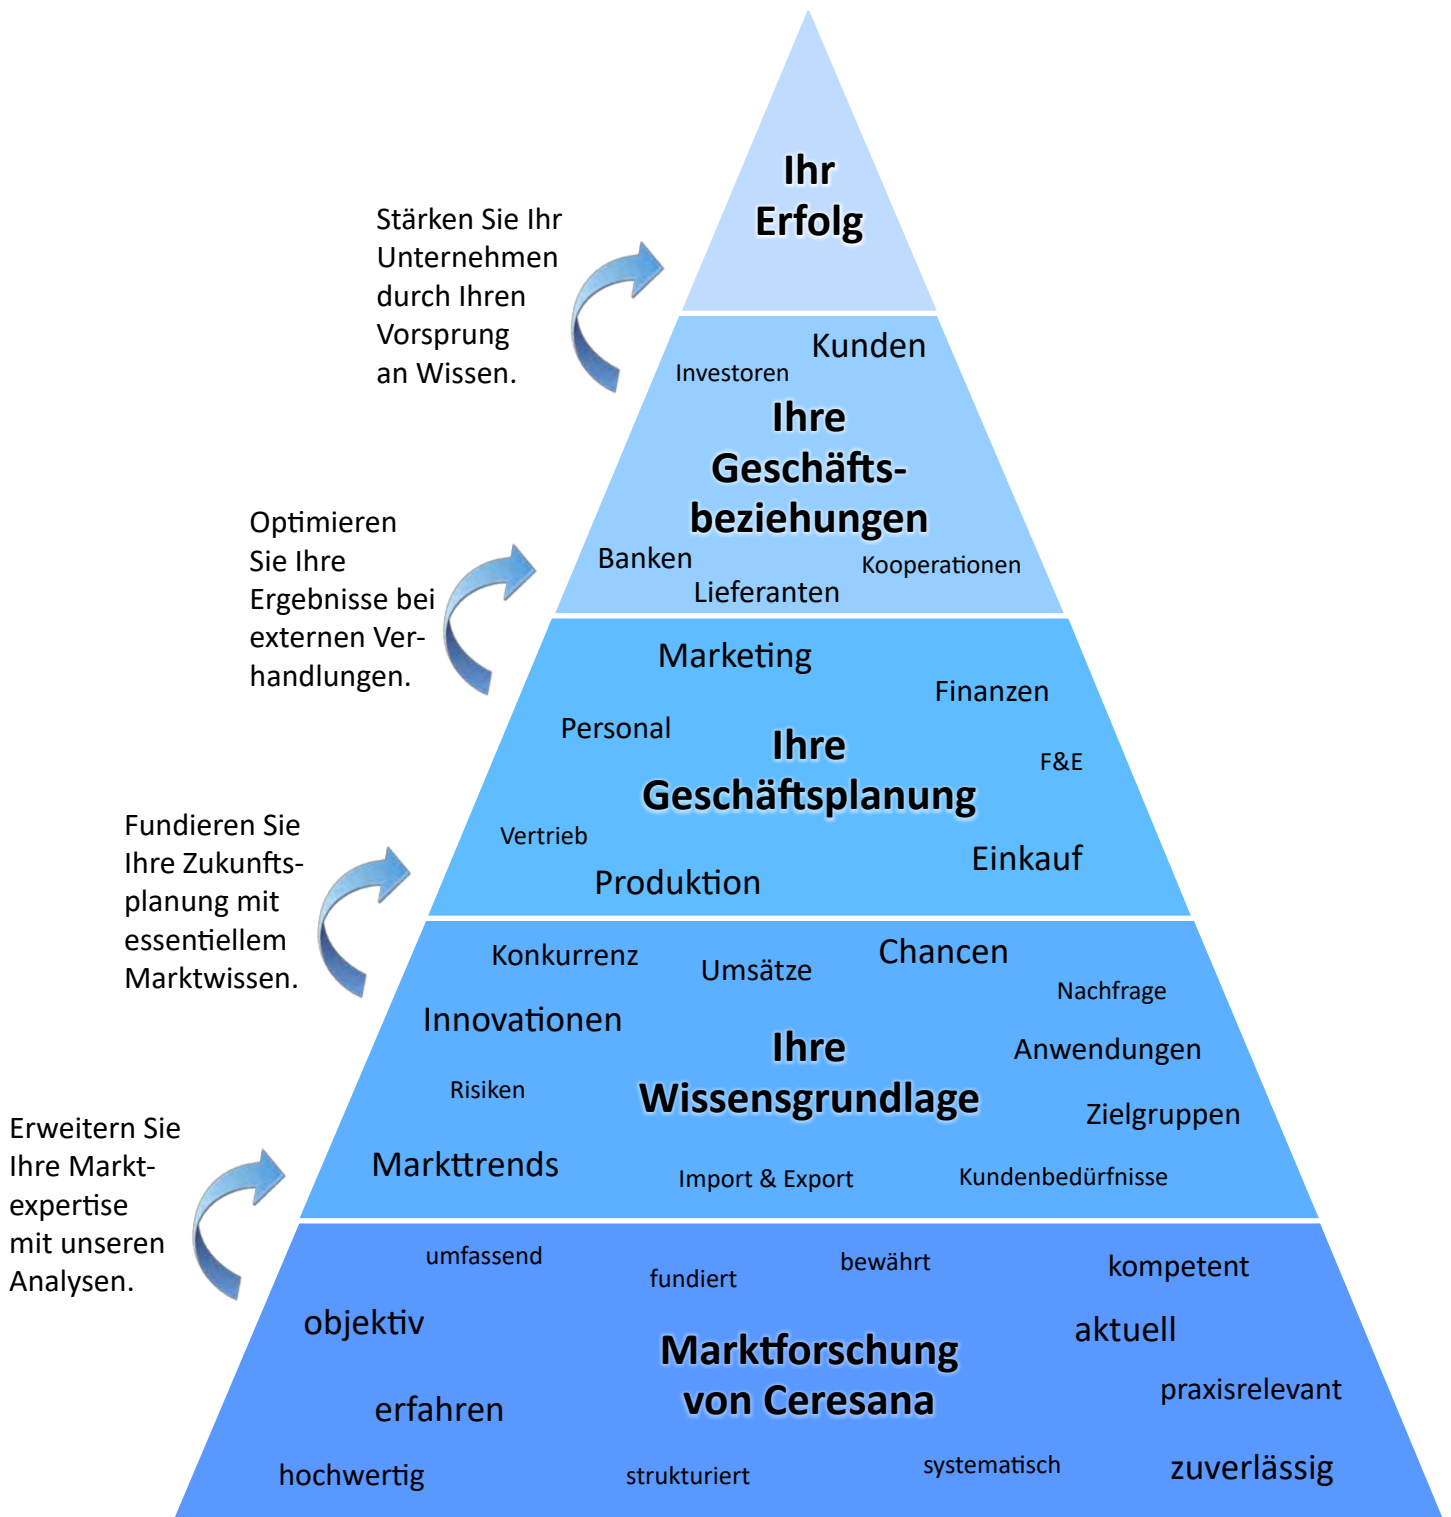 Ihr
Erfolg
Stärken Sie Ihr
Unternehmen
durch Ihren
Vorsprung
an Wissen.
Kunden
Investoren
Ihre
Geschäfts-
beziehungen
Banken
Kooperationen
Lieferanten
Optimieren
Sie Ihre
Ergebnisse bei
externen Ver-
handlungen.
Marketing
Finanzen
Personal
Ihre
Geschäftsplanung
F&E
Vertrieb
Einkauf
Produktion
Fundieren Sie
Ihre Zukunfts-
planung mit
essentiellem
Marktwissen.
Konkurrenz
Umsätze
Chancen
Nachfrage
Innovationen
Ihre
Wissensgrundlage
Anwendungen
Risiken
Zielgruppen
Markttrends
Import & Export
Kundenbedürfnisse
Erweitern Sie
Ihre Markt-
expertise
mit unseren
Analysen.
umfassend
fundiert
bewährt
kompetent
objektiv
aktuell
Marktforschung
von Ceresana
praxisrelevant
erfahren
hochwertig
strukturiert
systematisch
zuverlässig